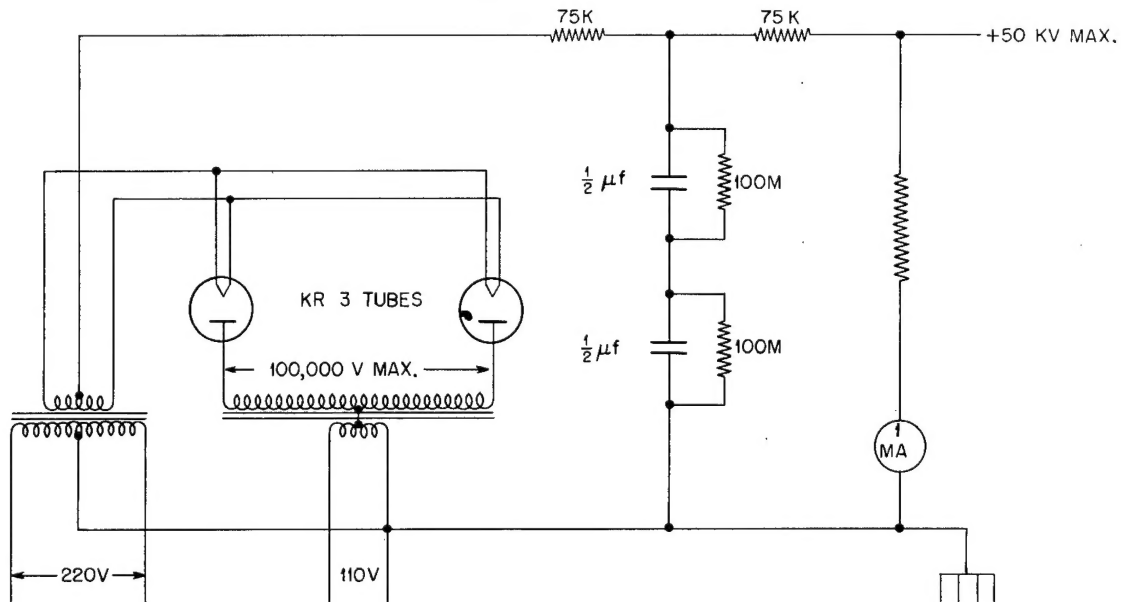 75K
75K
+50 KV MAX.
½ μf
100M
KR 3 TUBES
100,000 V MAX.
½ μf
100M
1
MA
220V
110V